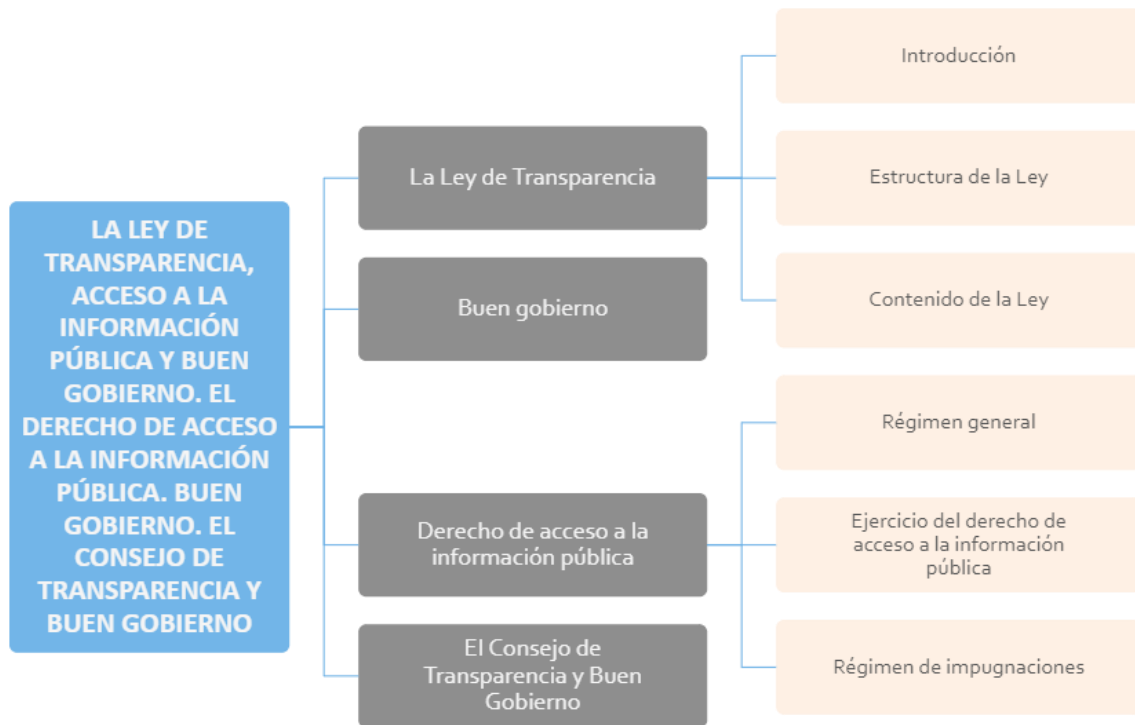 LA LEY DE
TRANSPARENCIA,
ACCESO A LA
INFORMACIÓN
PÚBLICA Y BUEN
GOBIERNO. EL
DERECHO DE ACCESO
A LA INFORMACIÓN
PÚBLICA. BUEN
GOBIERNO. EL
CONSEJO DE
TRANSPARENCIA Y
BUEN GOBIERNO
La Ley de Transparencia
Introducción
Estructura de la Ley
Contenido de la Ley
Buen gobierno
Derecho de acceso a la
información pública
Régimen general
Ejercicio del derecho de
acceso a la información
pública
Régimen de impugnaciones
El Consejo de
Transparencia y Buen
Gobierno